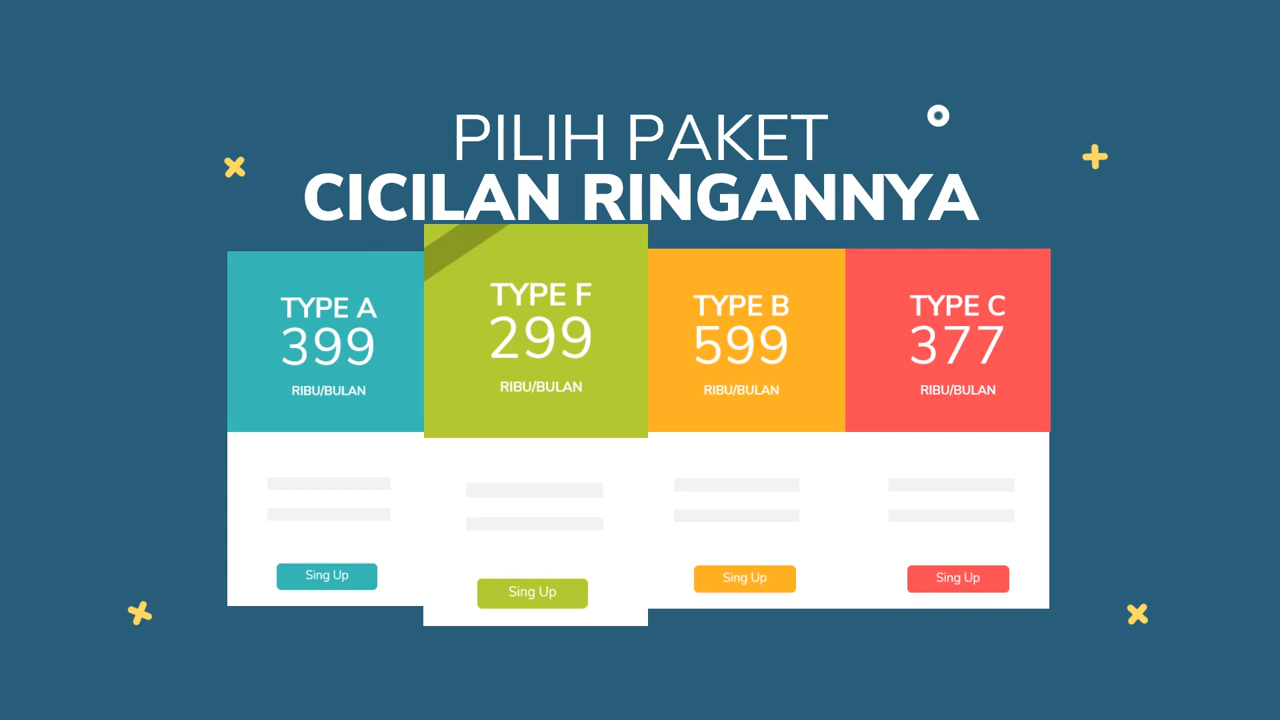 PILIH PAKET
CICILAN RINGANNYA
TYPE A
399
RIBU/BULAN
Sing Up
TYPE F
299
RIBU/BULAN
Sing Up
TYPE B
599
RIBU/BULAN
Sing Up
TYPE C
377
RIBU/BULAN
Sing Up